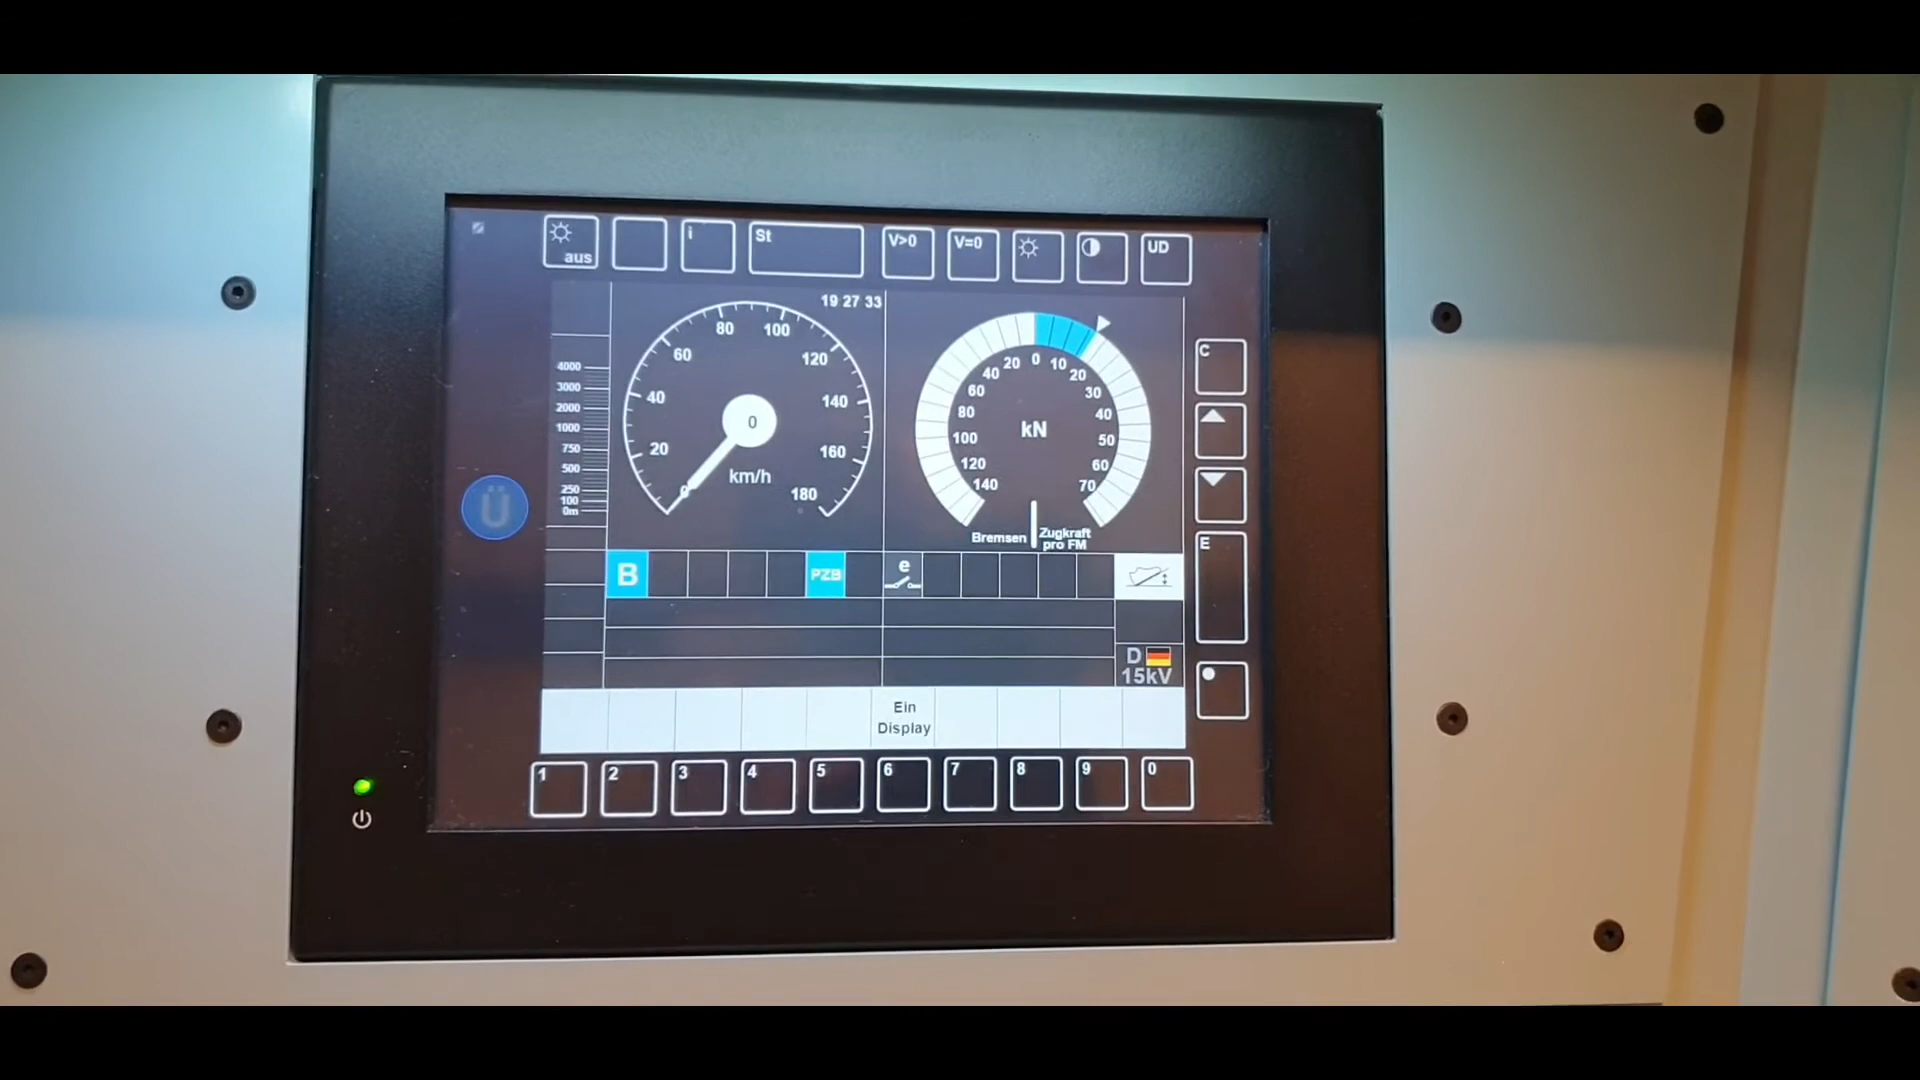 aus
i
St
V>0
V=0
UD
19 27 33
4000
3000
2000
1000
750
500
250
100
0m
0
20
40
60
80
100
120
140
160
180
0
km/h
140
120
100
80
60
40
20
0
10
20
30
40
50
60
70
kN
Bremsen
Zugkraft
pro FM
Ü
B
PZB
e
D
15kV
Ein
Display
C
E
1
2
3
4
5
6
7
8
9
0